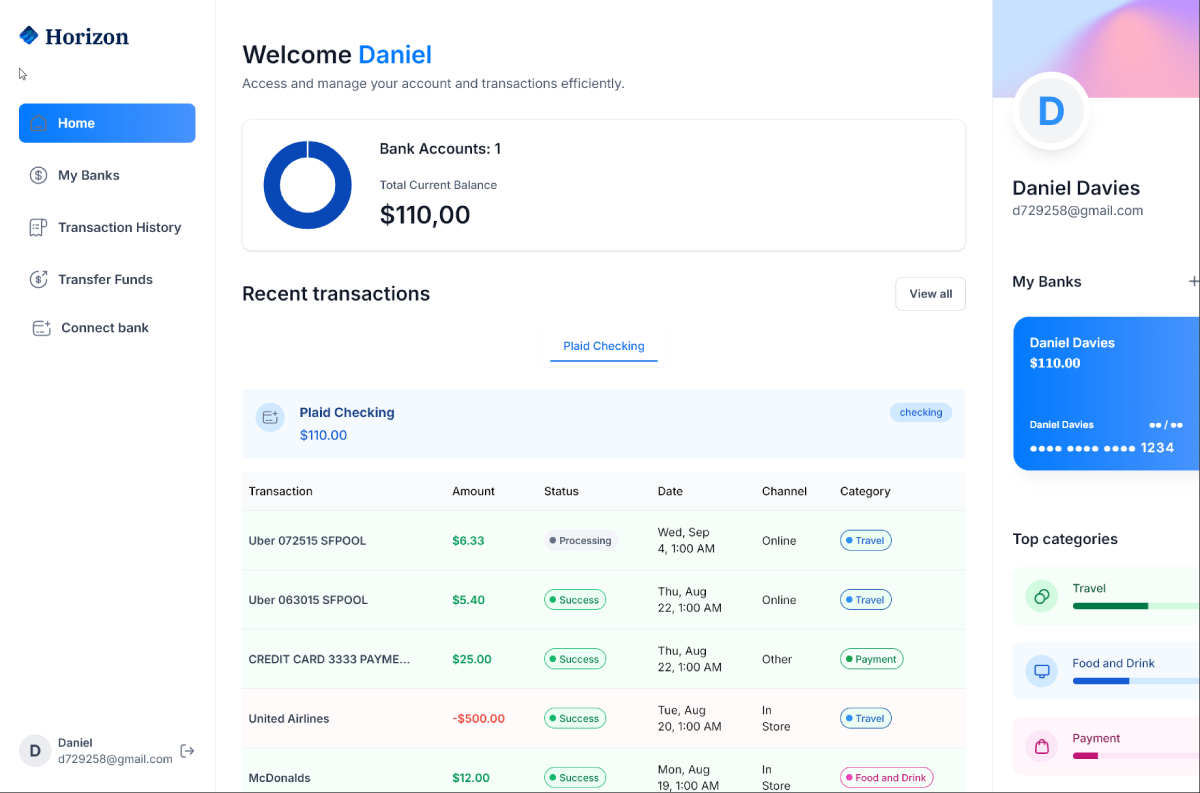 Horizon
Home
My Banks
Transaction History
Transfer Funds
Connect bank
D
Daniel
d729258@gmail.com
Welcome Daniel
Access and manage your account and transactions efficiently.
Bank Accounts: 1
Total Current Balance
$110,00
Recent transactions
View all
Plaid Checking
Plaid Checking
checking
$110.00
Transaction Amount Status Date Channel Category
Uber 072515 SFPOOL $6.33 Processing Wed, Sep 4, 1:00 AM Online Travel
Uber 063015 SFPOOL $5.40 Success Thu, Aug 22, 1:00 AM Online Travel
CREDIT CARD 3333 PAYME... $25.00 Success Thu, Aug 22, 1:00 AM Other Payment
United Airlines -$500.00 Success Tue, Aug 20, 1:00 AM In Store Travel
McDonalds $12.00 Success Mon, Aug 19, 1:00 AM In Store Food and Drink
D
Daniel Davies
d729258@gmail.com
My Banks +
Daniel Davies
$110.00
Daniel Davies ●● / ●●
●●●● ●●●● ●●●● 1234
Top categories
Travel
Food and Drink
Payment